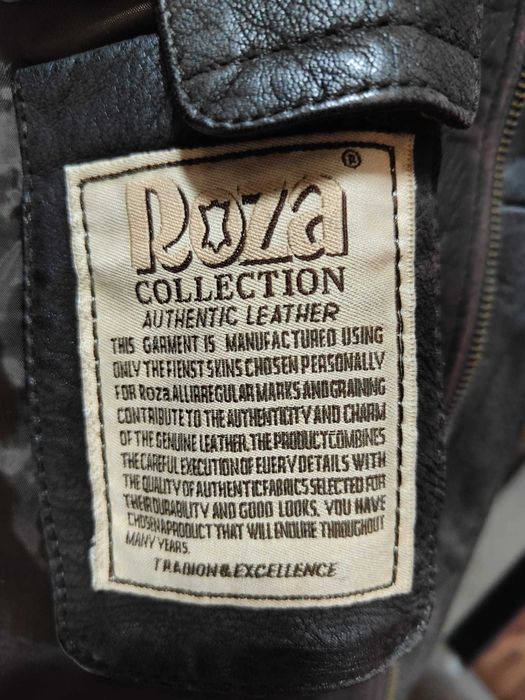 Roza ®
COLLECTION
AUTHENTIC LEATHER
THIS GARMENT IS MANUFACTURED USING
ONLY THE FIENST SKINS CHOSEN PERSONALLY
FOR Roza. ALL IRREGULAR MARKS AND GRAINING
CONTRIBUTE TO THE AUTHENTICITY AND CHARM
OF THE GENUINE LEATHER. THE PRODUCT COMBINES
THE CAREFUL EXECUTION OF EUERY DETAILS WITH
THE QUALITY OF AUTHENTIC FABRICS SELECTED FOR
THEIR DURABILITY AND GOOD LOOKS. YOU HAVE
CHOSEN A PRODUCT THAT WILL ENDURE THROUGHOUT
MANY YEARS.
TRADION & EXCELLENCE